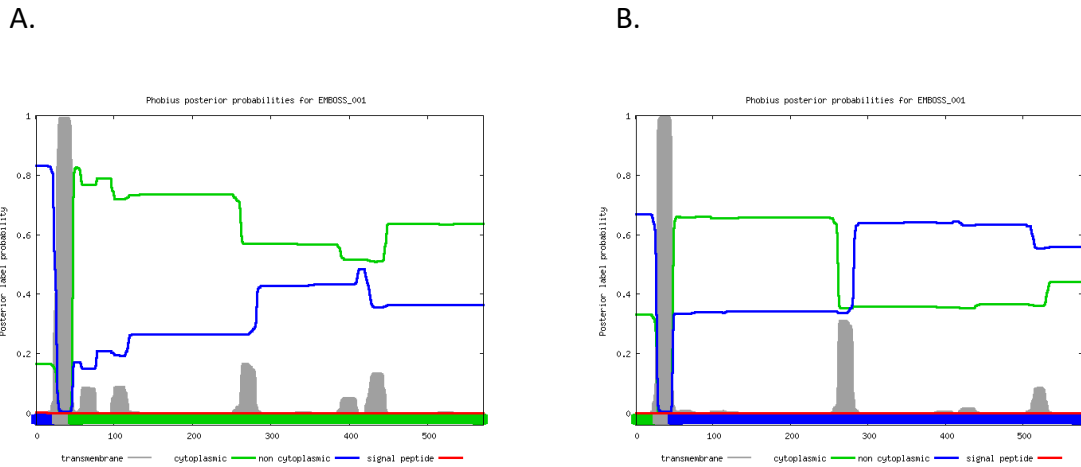 A.
B.
Phobius posterior probabilities for EMBOSS_001
Posterior label probability
1
0.8
0.6
0.4
0.2
0
0 100 200 300 400 500
transmembrane cytoplasmic non cytoplasmic signal peptide
Phobius posterior probabilities for EMBOSS_001
Posterior label probability
1
0.8
0.6
0.4
0.2
0
0 100 200 300 400 500
transmembrane cytoplasmic non cytoplasmic signal peptide